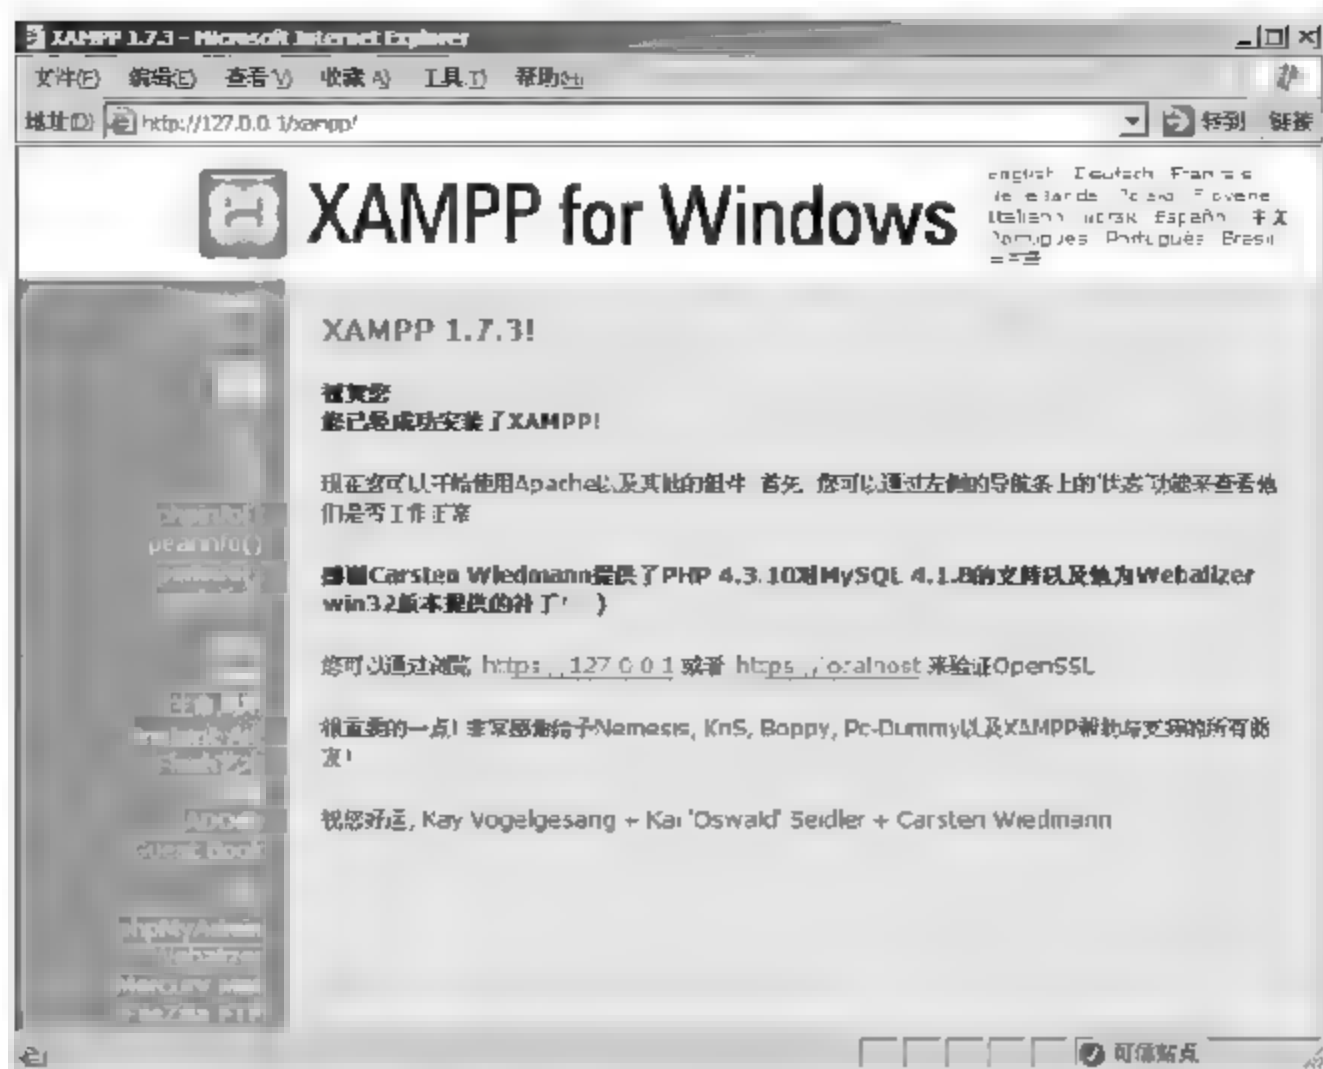 XAMPP 1.7.3 - Microsoft Internet Explorer
文件(F) 编辑(E) 查看(V) 收藏(A) 工具(T) 帮助(H)
地址(D) http://127.0.0.1/xampp/ 转到 链接
XAMPP for Windows
English Deutsch Francais
Nederlands Polski Slovene
Italiano Norsk Español 中文
Portugues Português Brasil
XAMPP 1.7.3!
祝贺您
您已经成功安装了XAMPP!
现在您可以开始使用Apache以及其他的组件 首先 您可以通过左侧的导航条上的"状态"功能来查看他
们是否工作正常
感谢Carsten Wiedmann提供了PHP 4.3.10对MySQL 4.1.8的支持以及他为Webalizer
win32版本提供的补丁! )
您可以通过浏览 https://127.0.0.1 或者 https://localhost 来验证OpenSSL
很重要的一点! 非常感谢给予Nemesis, KnS, Boppy, Pc-Dummy以及XAMPP帮助与支持的所有朋
友!
祝您好运, Kay Vogelgesang + Kai 'Oswald' Seidler + Carsten Wiedmann
phpinfo()
pearinfo()
Guest Book
phpMyAdmin
Webalizer
Mercury Mail
FileZilla FTP
可信站点